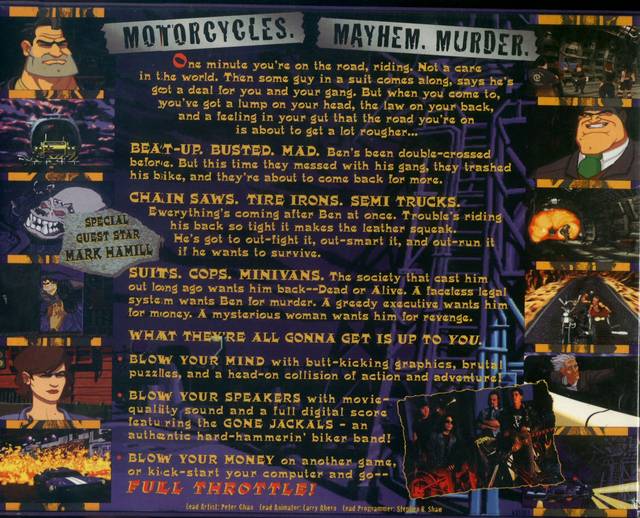 MOTORCYCLES.
MAYHEM. MURDER.
One minute you're on the road, riding. Not a care
in the world. Then some guy in a suit comes along, says he's
got a deal for you and your gang. But when you come to,
you've got a lump on your head, the law on your back,
and a feeling in your gut that the road you're on
is about to get a lot rougher...
BEAT-UP. BUSTED. MAD. Ben's been double-crossed
before. But this time they messed with his gang, they trashed
his bike, and they're about to come back for more.
CHAIN SAWS. TIRE IRONS. SEMI TRUCKS.
Everything's coming after Ben at once. Trouble's riding
his back so tight it makes the leather squeak.
He's got to out-fight it, out-smart it, and out-run it
if he wants to survive.
SPECIAL
GUEST STAR
MARK HAMILL
SUITS. COPS. MINIVANS. The society that cast him
out long ago wants him back--Dead or Alive. A faceless legal
system wants Ben for murder. A greedy executive wants him
for money. A mysterious woman wants him for revenge.
WHAT THEY'RE ALL GONNA GET IS UP TO YOU.
• BLOW YOUR MIND with butt-kicking graphics, brutal
puzzles, and a head-on collision of action and adventure!
• BLOW YOUR SPEAKERS with movie-
quality sound and a full digital score
featuring the GONE JACKALS - an
authentic hard-hammerin' biker band!
• BLOW YOUR MONEY on another game,
or kick-start your computer and go--
FULL THROTTLE!
Lead Artist: Peter Chan Lead Animator: Larry Ahern Lead Programmer: Stephen R. Shaw